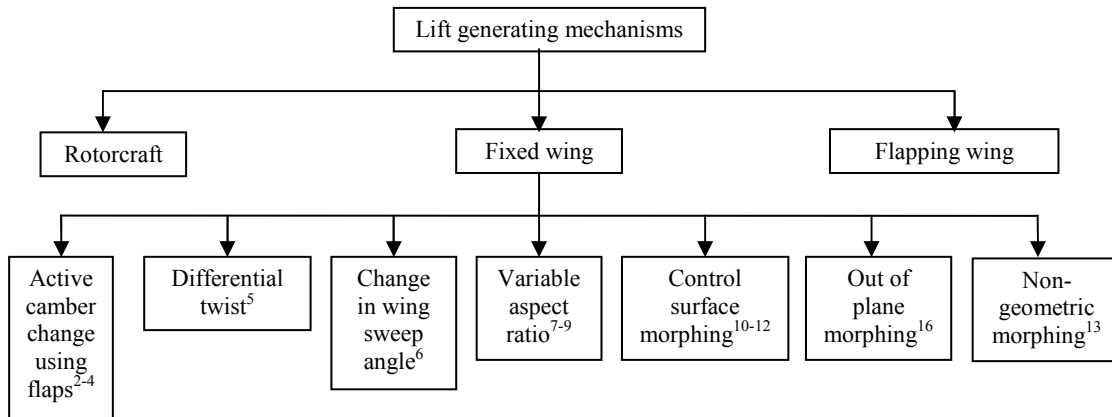 Lift generating mechanisms
Rotorcraft
Fixed wing
Flapping wing
Active
camber
change
using
flaps2-4
Differential
twist5
Change
in wing
sweep
angle6
Variable
aspect
ratio7-9
Control
surface
morphing10-12
Out of
plane
morphing16
Non-
geometric
morphing13